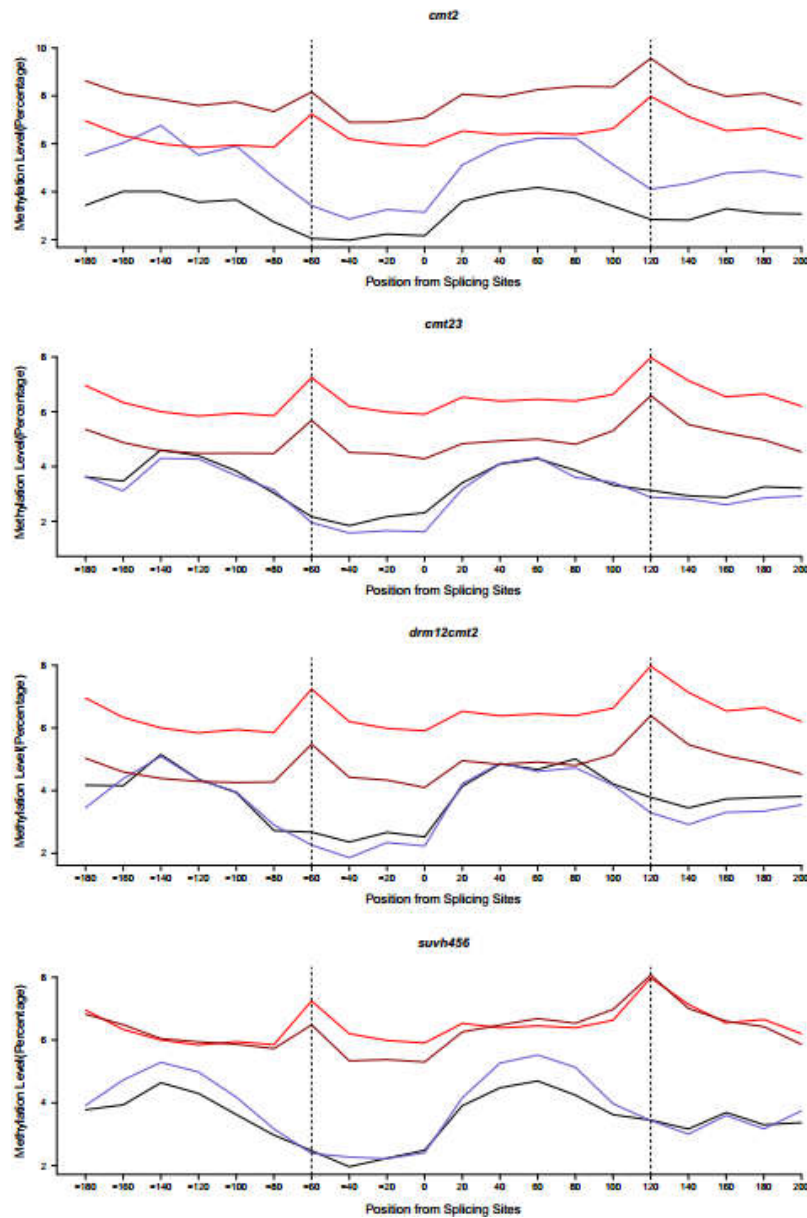 cmt2
Methylation Level(Percentage)
10
8
6
4
2
=180 =160 =140 =120 =100 =80 =60 =40 =20 0 20 40 60 80 100 120 140 160 180 200
Position from Splicing Sites
cmt23
Methylation Level(Percentage)
8
6
4
2
=180 =160 =140 =120 =100 =80 =60 =40 =20 0 20 40 60 80 100 120 140 160 180 200
Position from Splicing Sites
drm12cmt2
Methylation Level(Percentage)
8
6
4
2
=180 =160 =140 =120 =100 =80 =60 =40 =20 0 20 40 60 80 100 120 140 160 180 200
Position from Splicing Sites
suvh456
Methylation Level(Percentage)
8
6
4
2
=180 =160 =140 =120 =100 =80 =60 =40 =20 0 20 40 60 80 100 120 140 160 180 200
Position from Splicing Sites